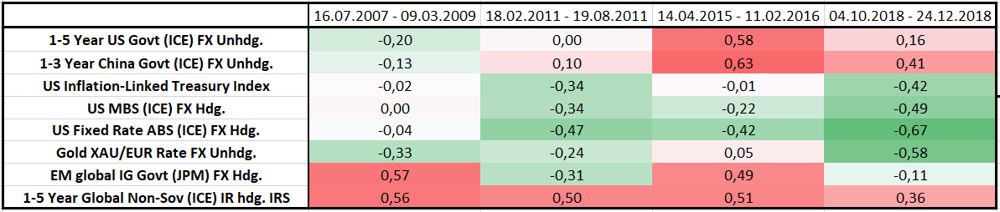 16.07.2007 - 09.03.2009 18.02.2011 - 19.08.2011 14.04.2015 - 11.02.2016 04.10.2018 - 24.12.2018
1-5 Year US Govt (ICE) FX Unhdg. -0,20 0,00 0,58 0,16
1-3 Year China Govt (ICE) FX Unhdg. -0,13 0,10 0,63 0,41
US Inflation-Linked Treasury Index -0,02 -0,34 -0,01 -0,42
US MBS (ICE) FX Hdg. 0,00 -0,34 -0,22 -0,49
US Fixed Rate ABS (ICE) FX Hdg. -0,04 -0,47 -0,42 -0,67
Gold XAU/EUR Rate FX Unhdg. -0,33 -0,24 0,05 -0,58
EM global IG Govt (JPM) FX Hdg. 0,57 -0,31 0,49 -0,11
1-5 Year Global Non-Sov (ICE) IR hdg. IRS 0,56 0,50 0,51 0,36